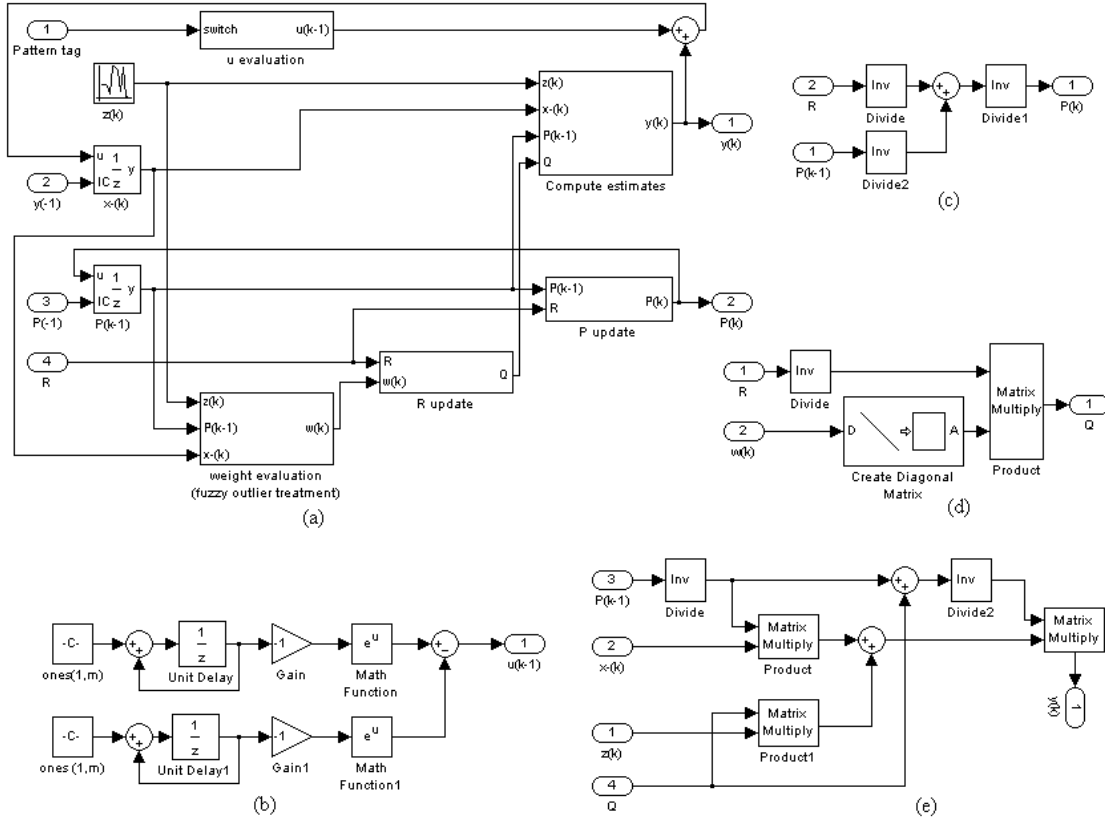 1
Pattern tag
switch
u(k-1)
u evaluation
+
+
z(k)
z(k)
x-(k)
P(k-1)
Q
y(k)
Compute estimates
1
y(k)
u
IC
1
z
y
x-(k)
2
y(-1)
u
IC
1
z
y
P(k-1)
3
P(-1)
4
R
P(k-1)
R
P(k)
P update
2
P(k)
R
w(k)
Q
R update
z(k)
P(k-1)
x-(k)
w(k)
weight evaluation
(fuzzy outlier treatment)
(a)
2
R
Inv
Divide
+
+
Inv
Divide1
1
P(k)
1
P(k-1)
Inv
Divide2
(c)
1
R
Inv
Divide
2
w(k)
D
A
Create Diagonal
Matrix
Matrix
Multiply
Product
1
Q
(d)
-C-
ones(1,m)
+
+
1
z
Unit Delay
-1
Gain
e^u
Math
Function
+
−
1
u(k-1)
-C-
ones (1,m)
+
+
1
z
Unit Delay1
-1
Gain1
e^u
Math
Function1
(b)
3
P(k-1)
Inv
Divide
+
+
Inv
Divide2
Matrix
Multiply
2
x-(k)
Matrix
Multiply
Product
+
+
1
y(k)
1
z(k)
Matrix
Multiply
Product1
4
Q
(e)